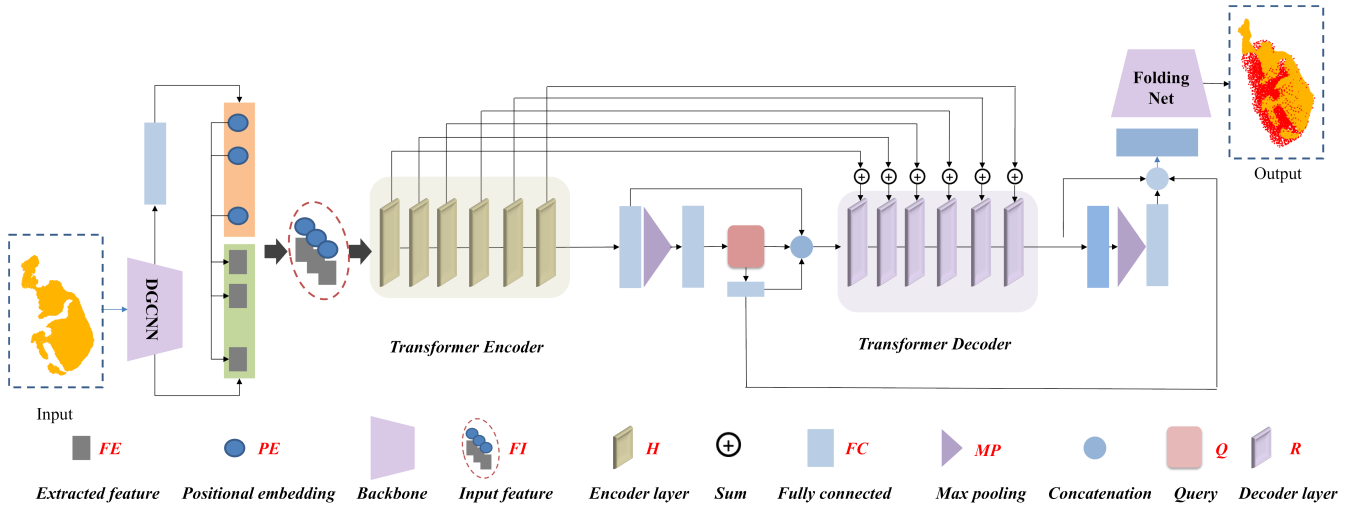 Folding
Net
Output
DGCNN
Input
Transformer Encoder
Transformer Decoder
FE
PE
FI
H
FC
MP
Q
R
Extracted feature
Positional embedding
Backbone
Input feature
Encoder layer
Sum
Fully connected
Max pooling
Concatenation
Query
Decoder layer